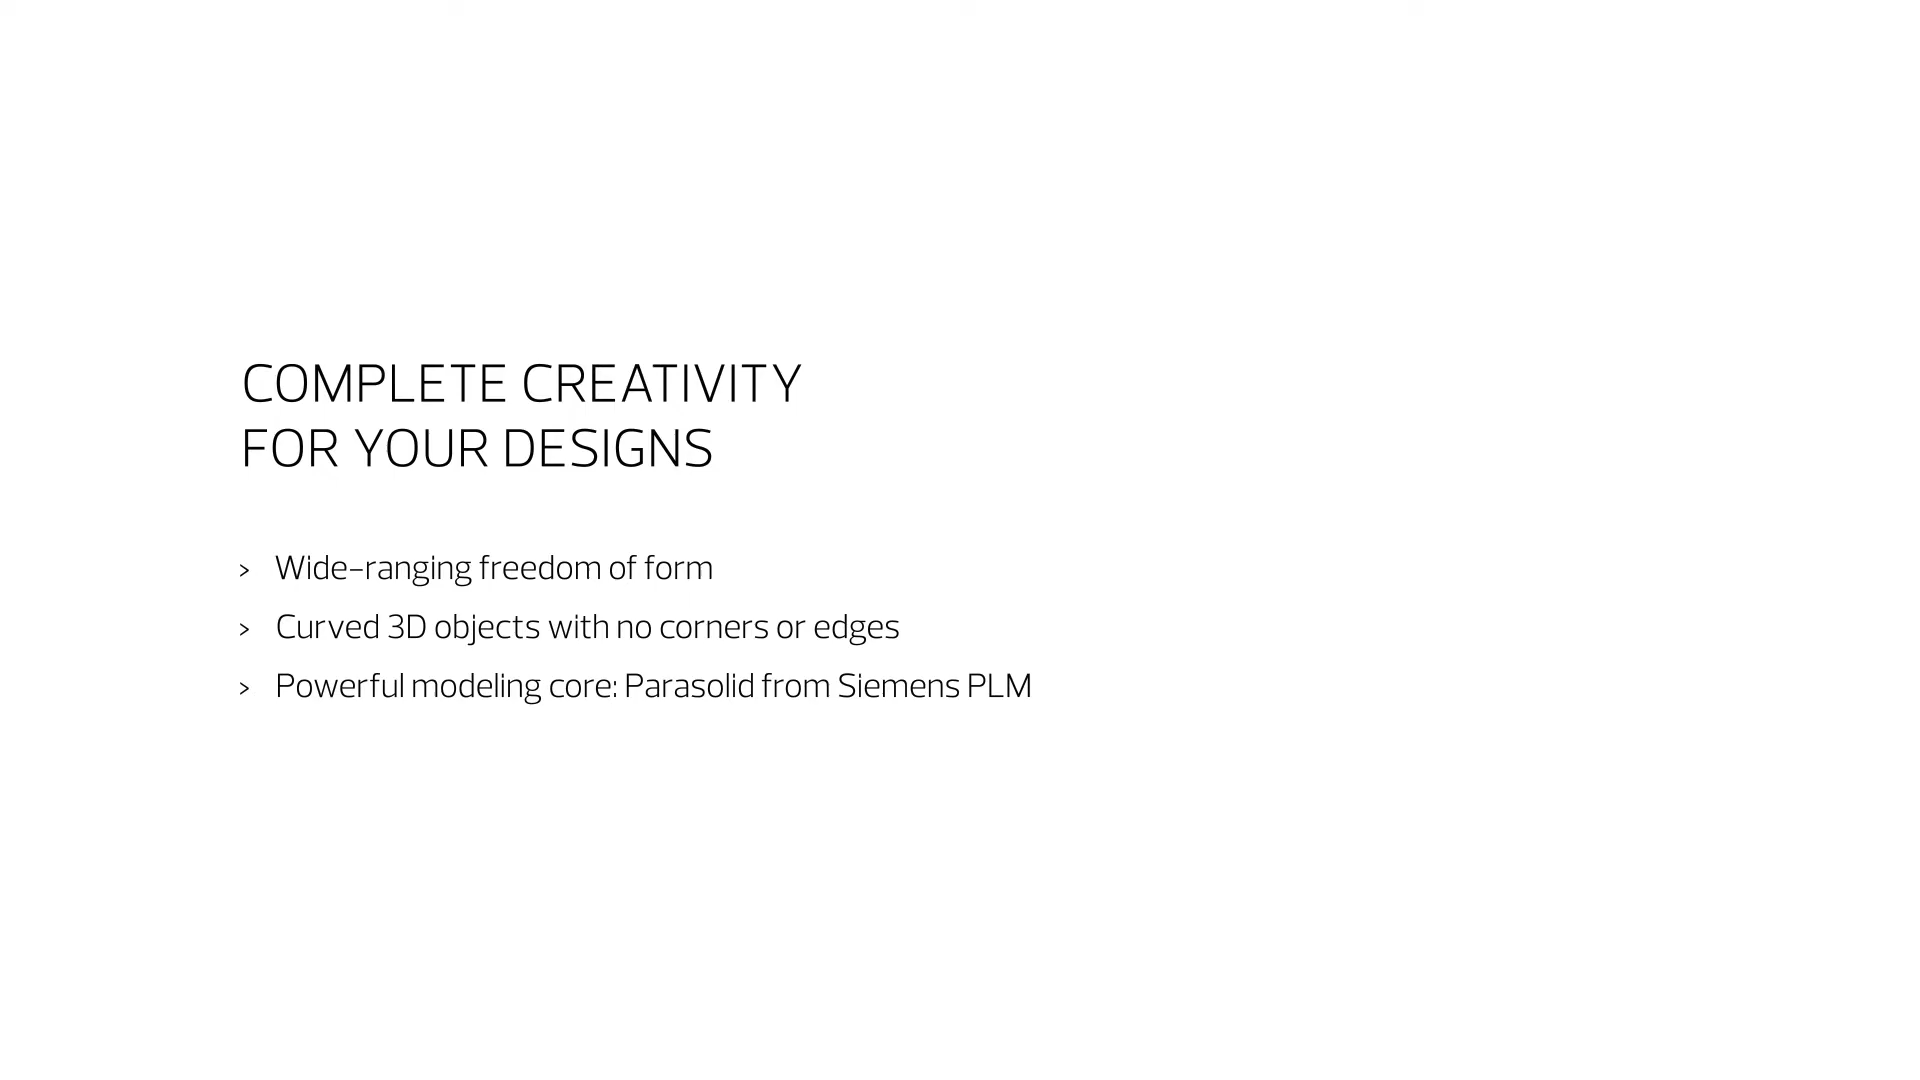 COMPLETE CREATIVITY
FOR YOUR DESIGNS
> Wide-ranging freedom of form
> Curved 3D objects with no corners or edges
> Powerful modeling core: Parasolid from Siemens PLM